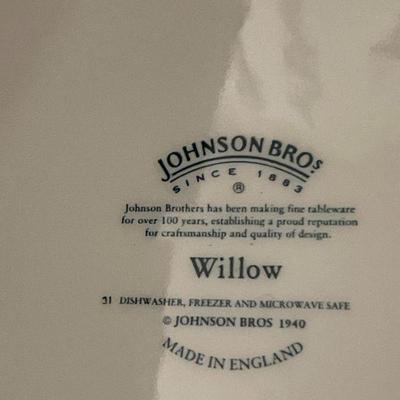 JOHNSON BROS
SINCE 1883
®
Johnson Brothers has been making fine tableware
for over 100 years, establishing a proud reputation
for craftsmanship and quality of design.
Willow
31 DISHWASHER, FREEZER AND MICROWAVE SAFE
© JOHNSON BROS 1940
MADE IN ENGLAND